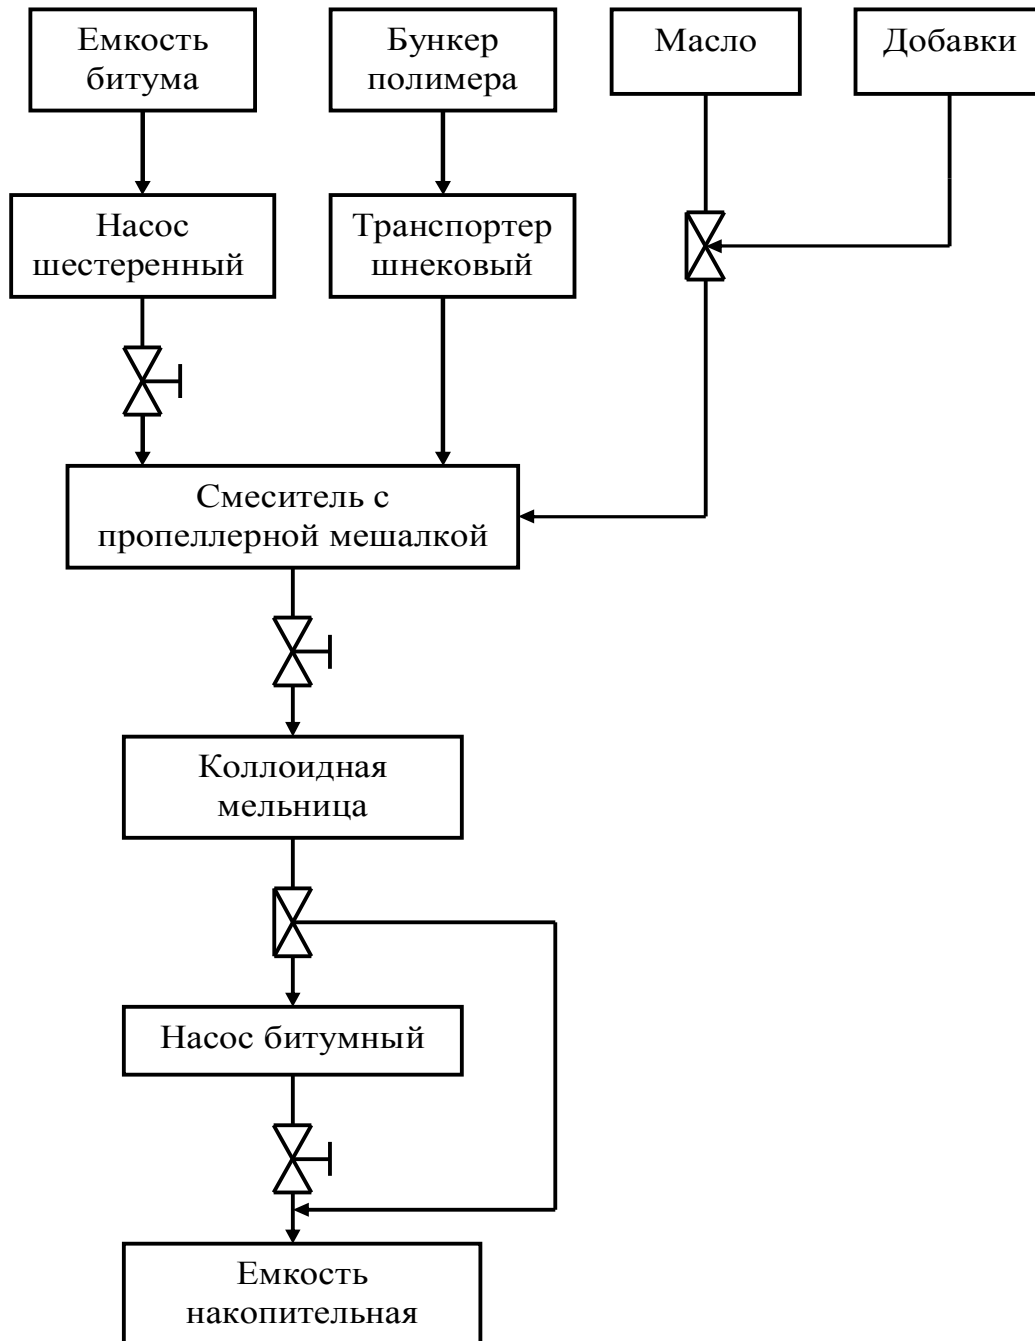 Емкость
битума
Бункер
полимера
Масло
Добавки
Насос
шестеренный
Транспортер
шнековый
Смеситель с
пропеллерной мешалкой
Коллоидная
мельница
Насос битумный
Емкость
накопительная